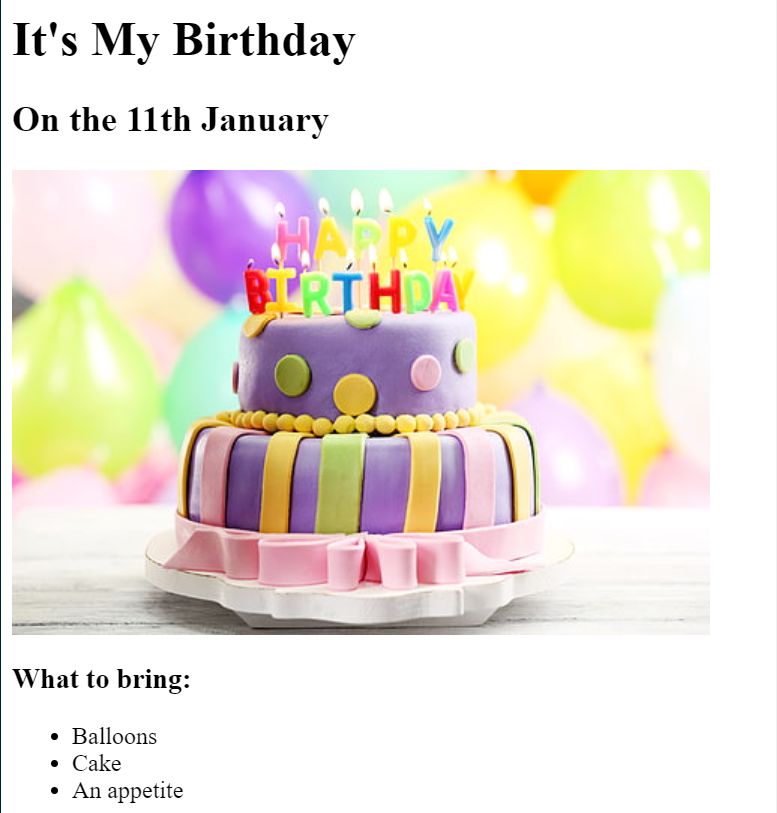 It's My Birthday
On the 11th January
HAPPY
BIRTHDAY
What to bring:
Balloons
Cake
An appetite